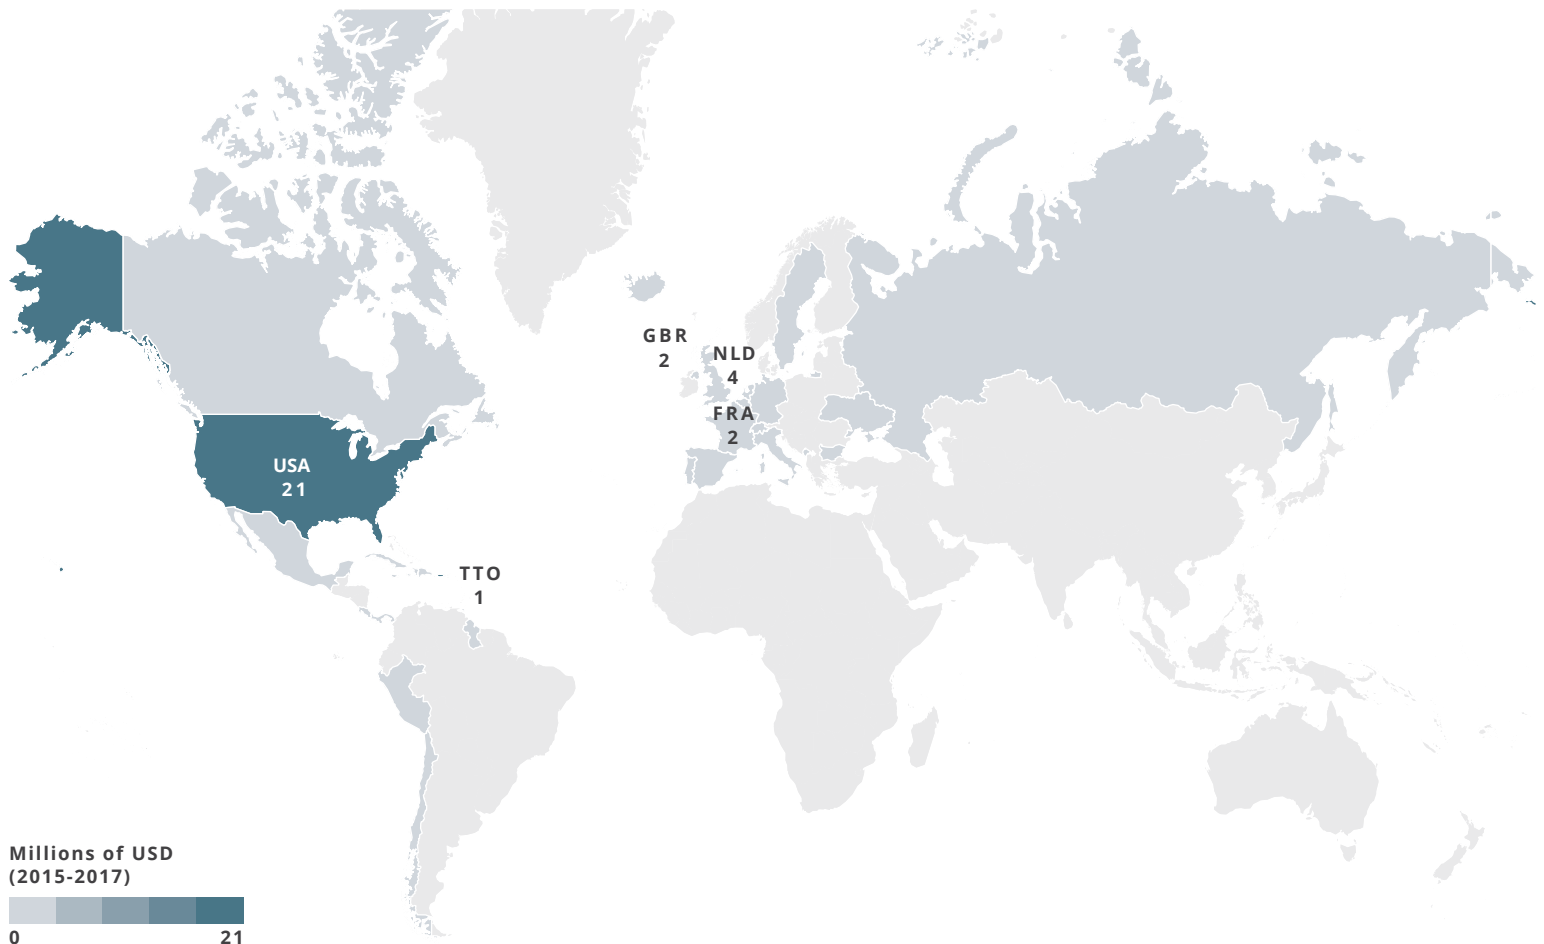 GBR
2
NLD
4
FRA
2
USA
21
TTO
1
Millions of USD
(2015-2017)
0 21